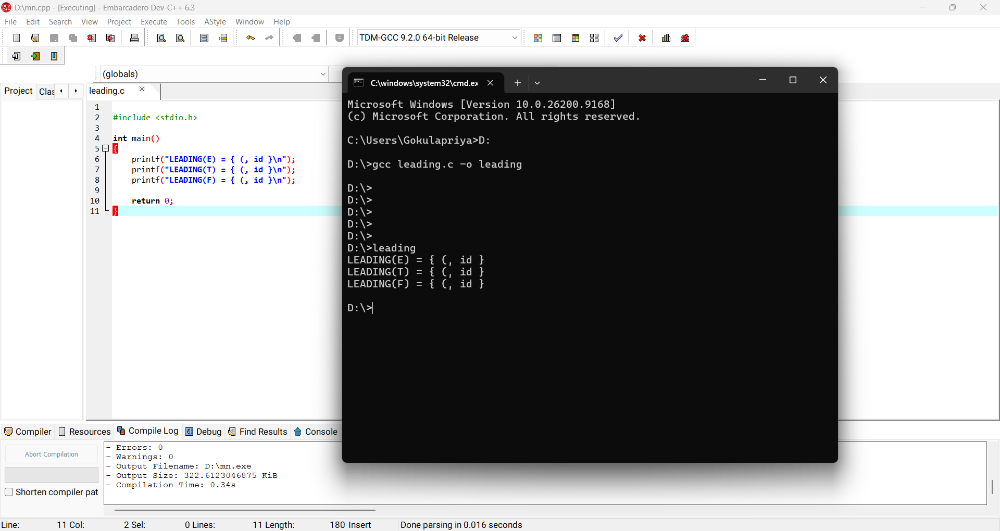 D:\mn.cpp - [Executing] - Embarcadero Dev-C++ 6.3
File Edit Search View Project Execute Tools AStyle Window Help
TDM-GCC 9.2.0 64-bit Release
(globals)
Project Clas
leading.c
1
2 #include <stdio.h>
3
4 int main()
5 {
6 printf("LEADING(E) = { (, id }\n");
7 printf("LEADING(T) = { (, id }\n");
8 printf("LEADING(F) = { (, id }\n");
9
10 return 0;
11 }
C:\windows\system32\cmd.ex
Microsoft Windows [Version 10.0.26200.9168]
(c) Microsoft Corporation. All rights reserved.
C:\Users\Gokulapriya>D:
D:\>gcc leading.c -o leading
D:\>
D:\>
D:\>
D:\>
D:\>
D:\>leading
LEADING(E) = { (, id }
LEADING(T) = { (, id }
LEADING(F) = { (, id }
D:\>
Compiler Resources Compile Log Debug Find Results Console
Abort Compilation
Shorten compiler pat
- Errors: 0
- Warnings: 0
- Output Filename: D:\mn.exe
- Output Size: 322.6123046875 KiB
- Compilation Time: 0.34s
Line: 11 Col: 2 Sel: 0 Lines: 11 Length: 180 Insert Done parsing in 0.016 seconds